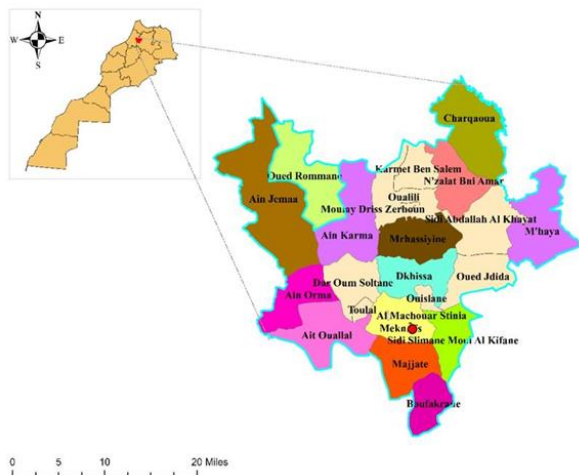 N
W E
S
Charqaoua
Karmet Ben Salem
N'zalat Bni Amar
Oued Rommane
Oualili
Ain Jemaa
Moulay Driss Zerhoun
Sidi Abdallah Al Khayat
M'haya
Ain Karma
Mrhassiyine
Dkhissa
Oued Jdida
Dar Oum Soltane
Ain Orma
Ouislane
Toulal
Al Machouar Stinia
Meknes
Ait Ouallal
Sidi Slimane Moul Al Kifane
Majjate
Boufakrane
0 5 10 20 Miles